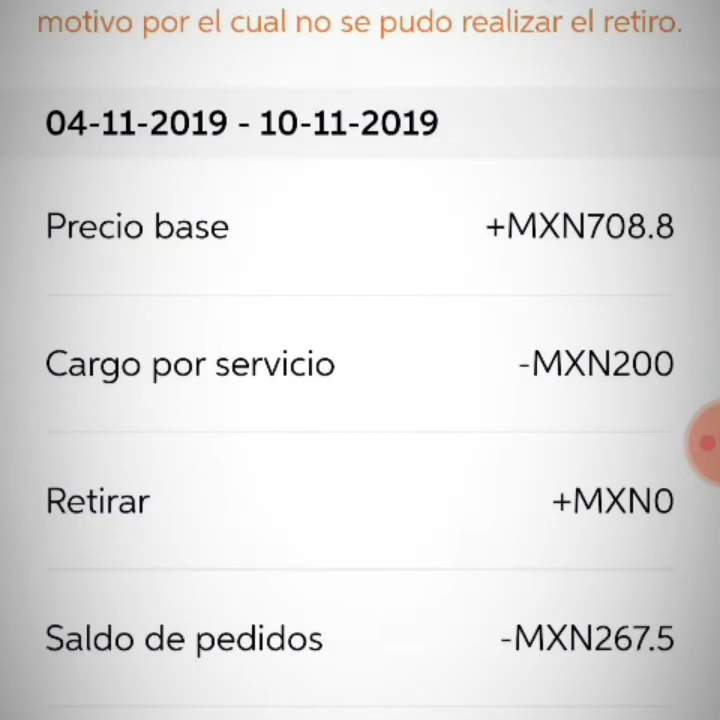 motivo por el cual no se pudo realizar el retiro.
04-11-2019 - 10-11-2019
Precio base +MXN708.8
Cargo por servicio -MXN200
Retirar +MXN0
Saldo de pedidos -MXN267.5